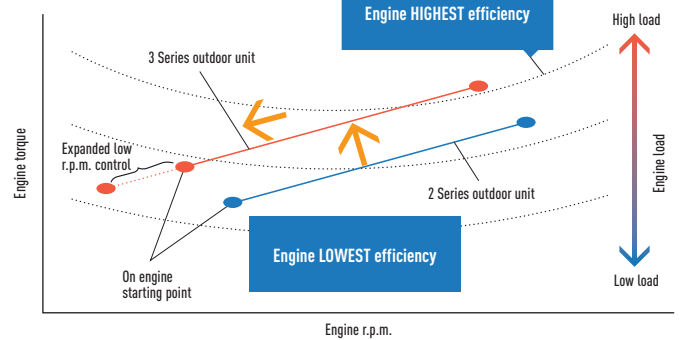 Engine HIGHEST efficiency
High load
3 Series outdoor unit
Expanded low
r.p.m. control
Engine torque
Engine load
2 Series outdoor unit
Engine LOWEST efficiency
On engine
starting point
Low load
Engine r.p.m.